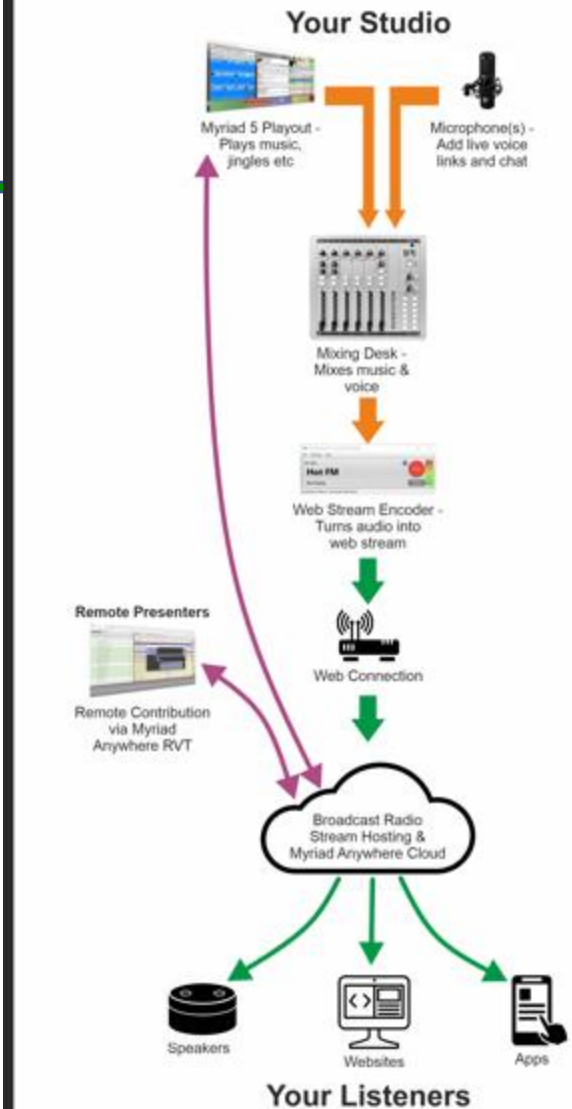 Your Studio
Myriad 5 Playout -
Plays music,
jingles etc
Microphone(s) -
Add live voice
links and chat
Mixing Desk -
Mixes music &
voice
Hot FM
Web Stream Encoder -
Turns audio into
web stream
Remote Presenters
Remote Contribution
via Myriad
Anywhere RVT
Web Connection
Broadcast Radio
Stream Hosting &
Myriad Anywhere Cloud
Speakers
Websites
Apps
Your Listeners